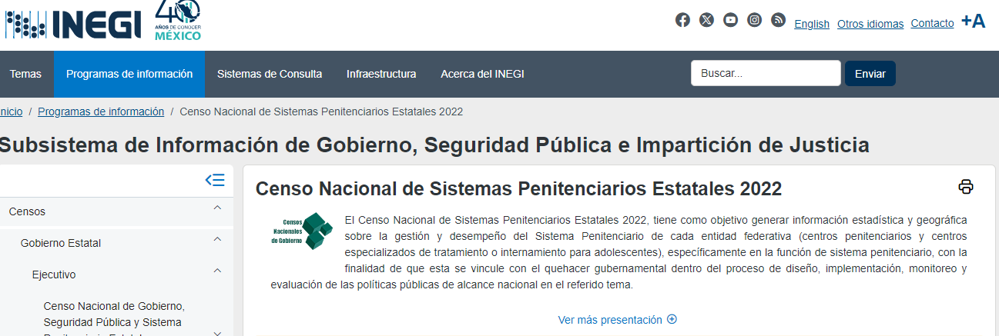 INEGI
40
AÑOS DE CONOCER
MÉXICO
English Otros idiomas Contacto +A
Temas Programas de información Sistemas de Consulta Infraestructura Acerca del INEGI Buscar... Enviar
nicio / Programas de información / Censo Nacional de Sistemas Penitenciarios Estatales 2022
Subsistema de Información de Gobierno, Seguridad Pública e Impartición de Justicia
Censos
Gobierno Estatal
Ejecutivo
Censo Nacional de Gobierno,
Seguridad Pública y Sistema
Censo Nacional de Sistemas Penitenciarios Estatales 2022
Censos
Nacionales
de Gobierno
El Censo Nacional de Sistemas Penitenciarios Estatales 2022, tiene como objetivo generar información estadística y geográfica
sobre la gestión y desempeño del Sistema Penitenciario de cada entidad federativa (centros penitenciarios y centros
especializados de tratamiento o internamiento para adolescentes), específicamente en la función de sistema penitenciario, con la
finalidad de que esta se vincule con el quehacer gubernamental dentro del proceso de diseño, implementación, monitoreo y
evaluación de las políticas públicas de alcance nacional en el referido tema.
Ver más presentación